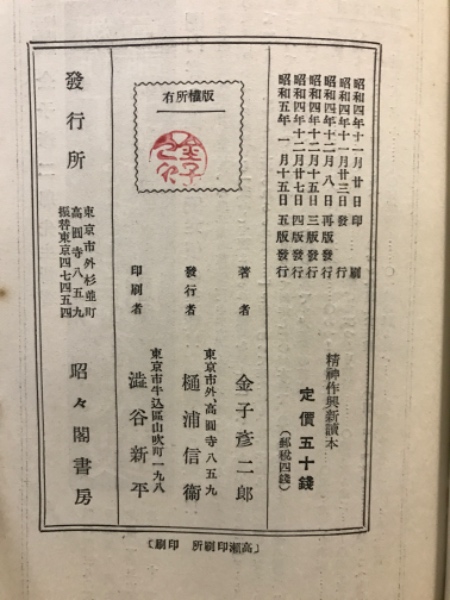 昭和四年十一月廿日印刷
昭和四年十一月廿三日發行
昭和四年十二月八日再版發行
昭和四年十二月十五日三版發行
昭和四年十二月廿七日四版發行
昭和五年一月十五日五版發行
精神作興新讀本
定價五十錢
(郵稅四錢)
版權所有
著者 金子彥二郎
東京市外、高圓寺八五九
發行者 樋浦信衞
東京市牛込區山吹町一九八
印刷者 澁谷新平
發行所
東京市外杉並町
高圓寺八五九
振替東京四七四五四
昭々閣書房
〔高瀬印刷所 印刷〕